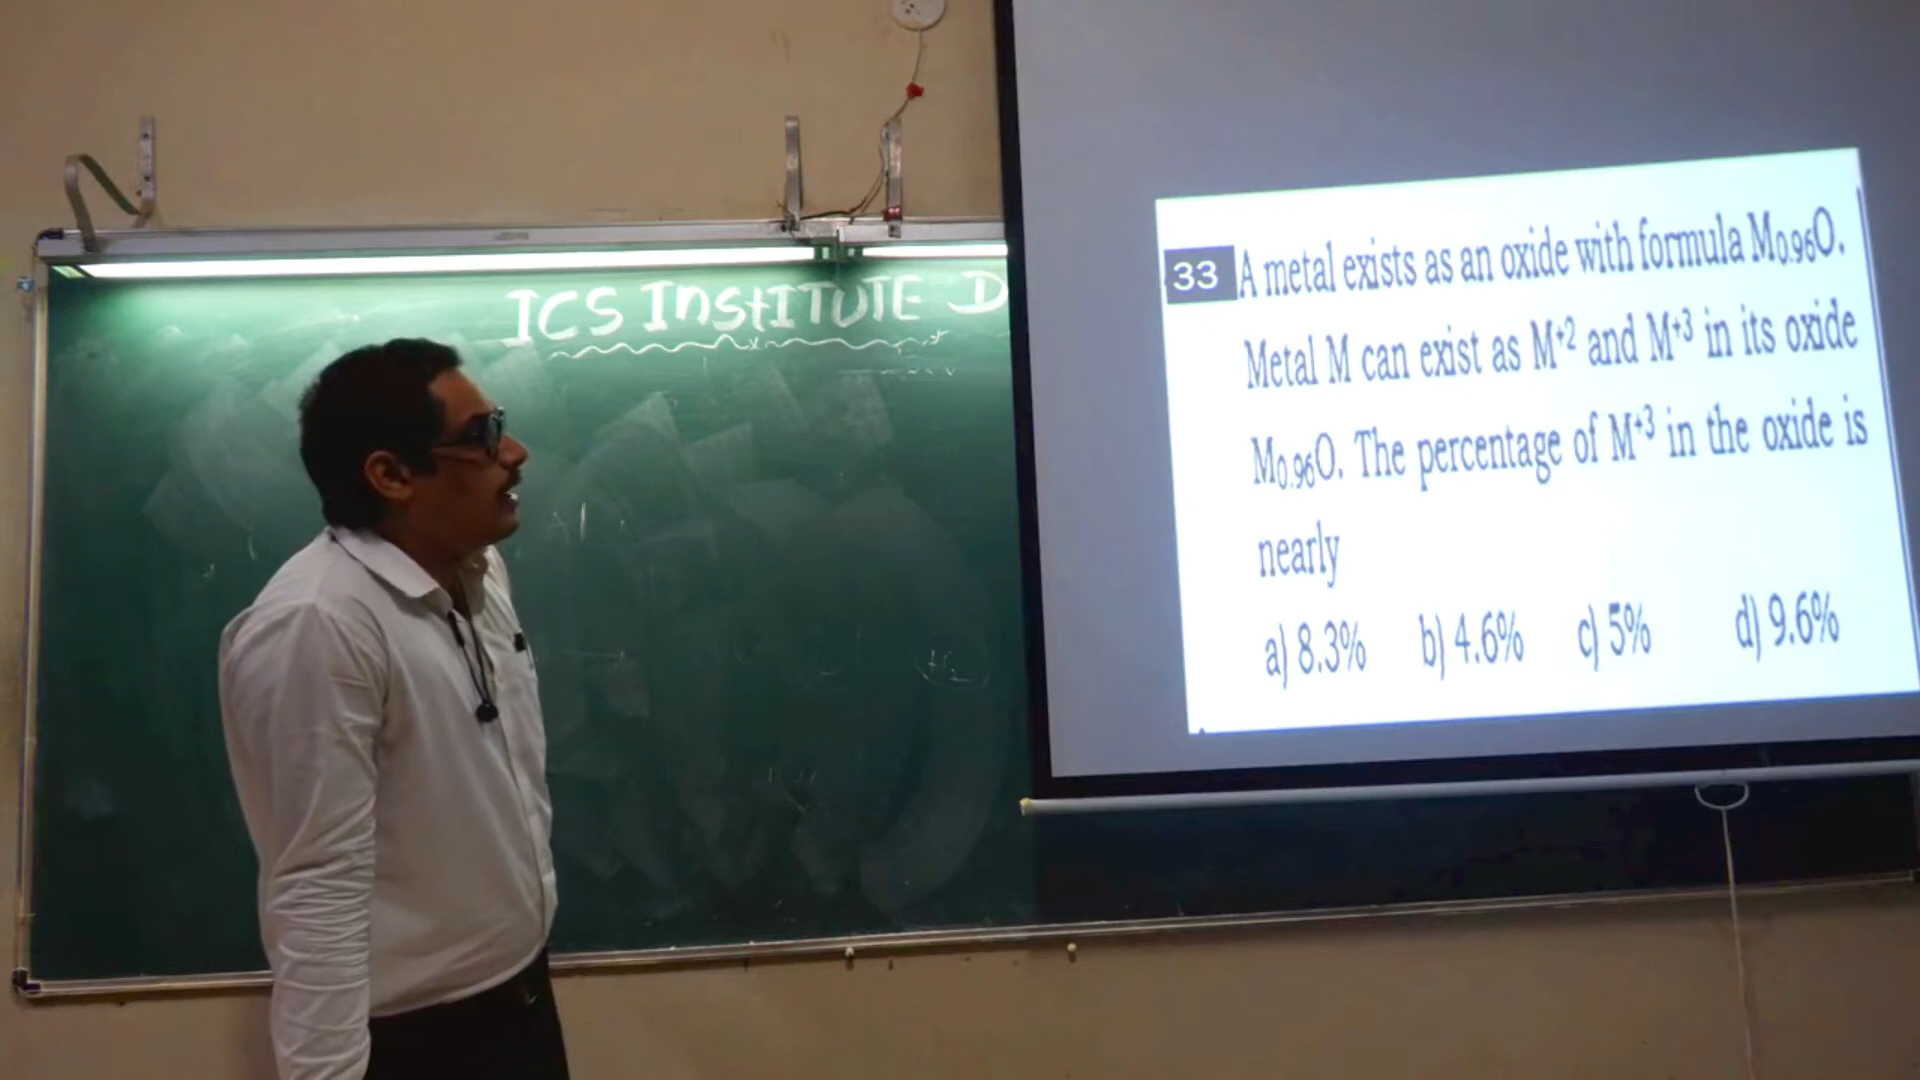 ICS InstITUTE D
33 A metal exists as an oxide with formula M₀.₉₆O.
Metal M can exist as M⁺² and M⁺³ in its oxide
M₀.₉₆O. The percentage of M⁺³ in the oxide is
nearly
a) 8.3% b) 4.6% c) 5% d) 9.6%